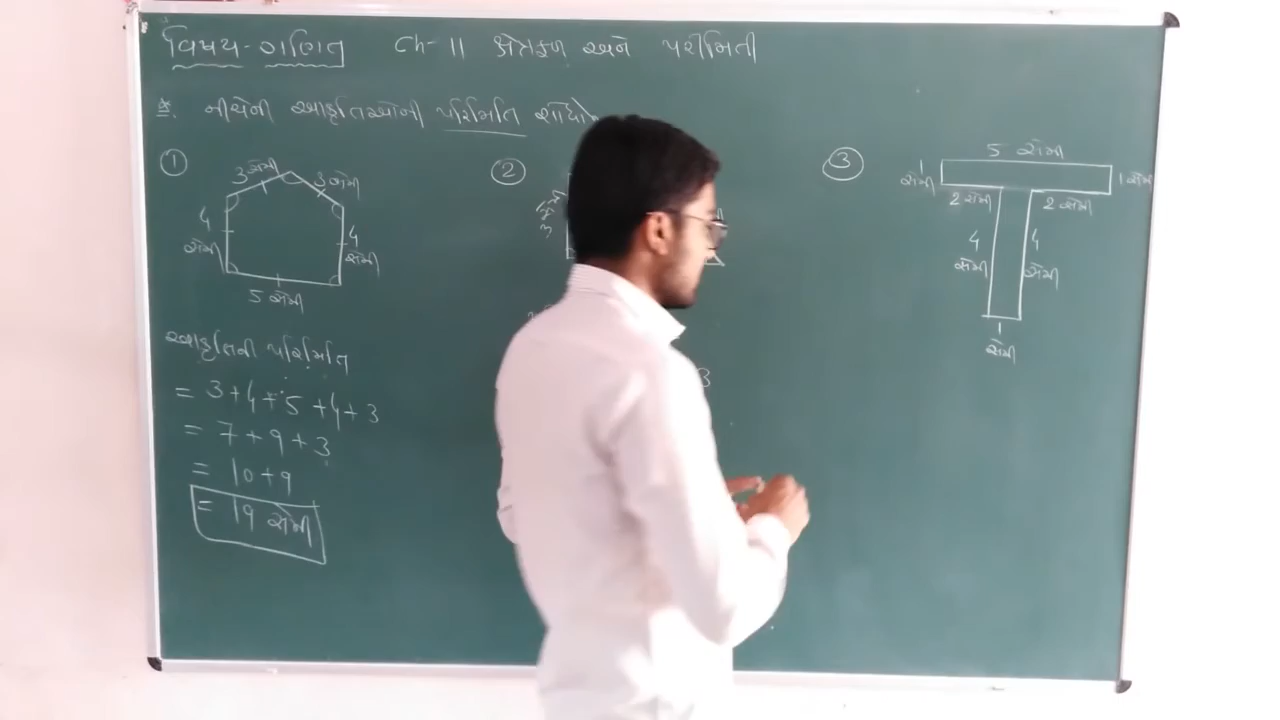 વિષય - ગણિત Ch- 11 ક્ષેત્રફળ અને પરીમિતી
* નીચેની આકૃતિઓની પરિમિતિ શોધો
1
3 સેમી 3 સેમી
4 સેમી 4 સેમી
5 સેમી
આકૃતિની પરિમિતિ
= 3+4+5+4+3
= 7+9+3
= 10+9
= 19 સેમી
2
3
3
5 સેમી
1 સેમી 1 સેમી
2 સેમી 2 સેમી
4 સેમી 4 સેમી
1 સેમી